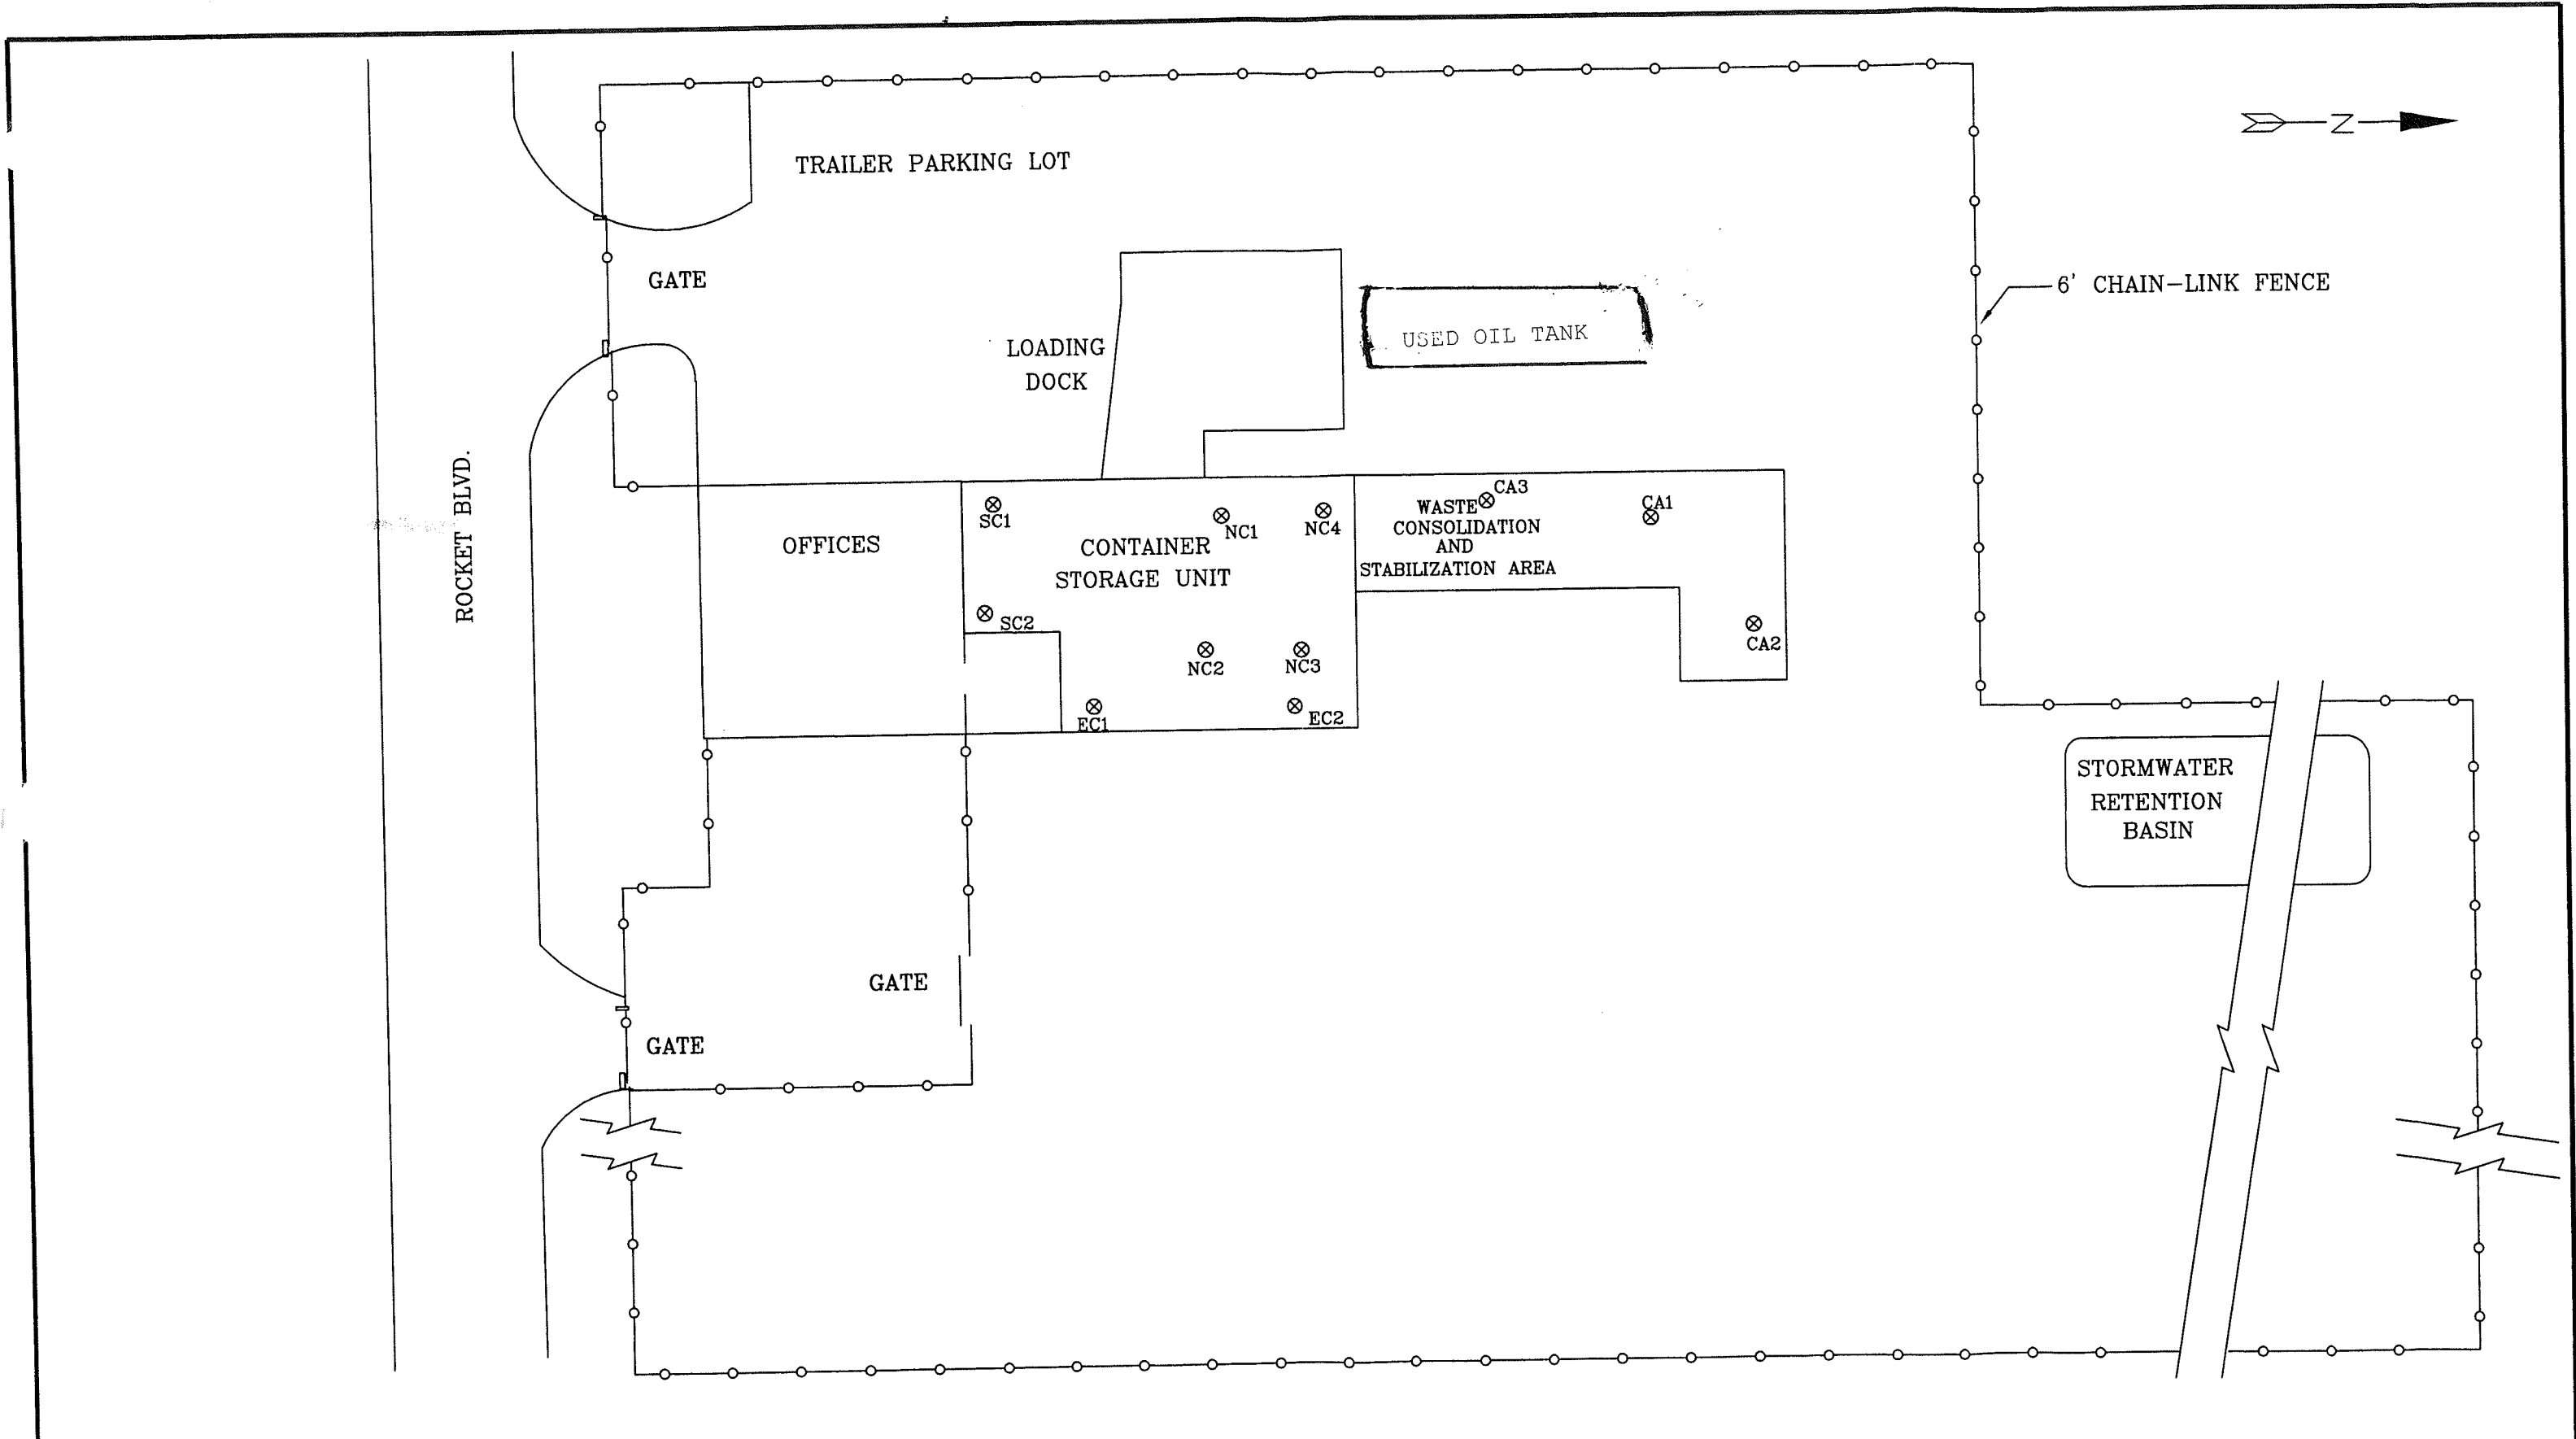 TRAILER PARKING LOT
N
GATE
6' CHAIN-LINK FENCE
USED OIL TANK
LOADING
DOCK
ROCKET BLVD.
OFFICES
SC1
CONTAINER
STORAGE UNIT
NC1
NC4
SC2
NC2
NC3
EC1
EC2
CA3
WASTE
CONSOLIDATION
AND
STABILIZATION AREA
CA1
CA2
STORMWATER
RETENTION
BASIN
GATE
GATE